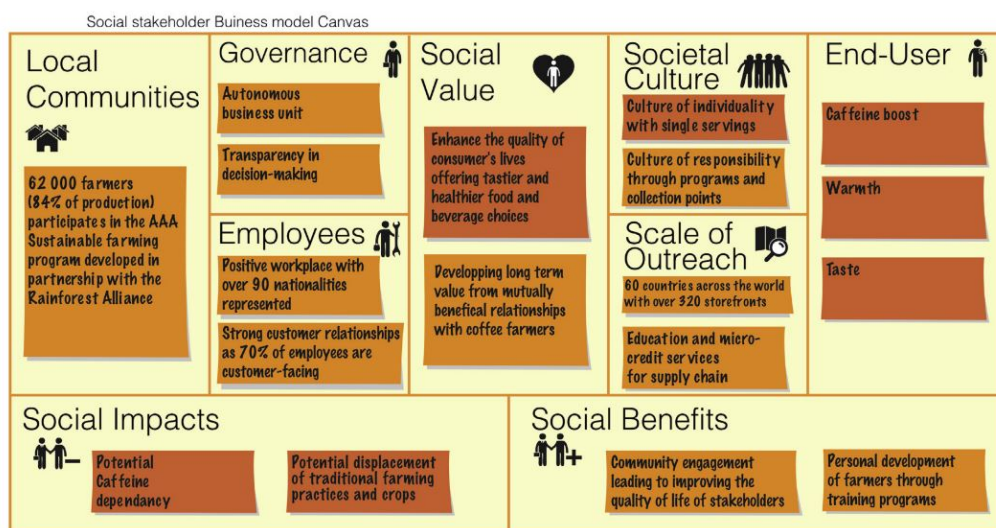 Social stakeholder Buiness model Canvas
Local
Communities
62 000 farmers
(84% of production)
participates in the AAA
Sustainable farming
program developed in
partnership with the
Rainforest Alliance
Governance
Autonomous
business unit
Transparency in
decision-making
Employees
Positive workplace with
over 90 nationalities
represented
Strong customer relationships
as 70% of employees are
customer-facing
Social
Value
Enhance the quality of
consumer's lives
offering tastier and
healthier food and
beverage choices
Developping long term
value from mutually
benefical relationships
with coffee farmers
Societal
Culture
Culture of individuality
with single servings
Culture of responsibility
through programs and
collection points
Scale of
Outreach
60 countries across the world
with over 320 storefronts
Education and micro-
credit services
for supply chain
End-User
Caffeine boost
Warmth
Taste
Social Impacts
Potential
Caffeine
dependancy
Potential displacement
of traditional farming
practices and crops
Social Benefits
Community engagement
leading to improving the
quality of life of stakeholders
Personal development
of farmers through
training programs